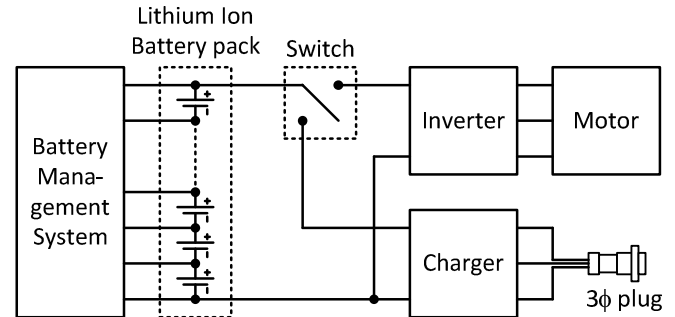 Lithium Ion
Battery pack
Switch
Battery
Mana-
gement
System
Inverter
Motor
Charger
3ϕ plug